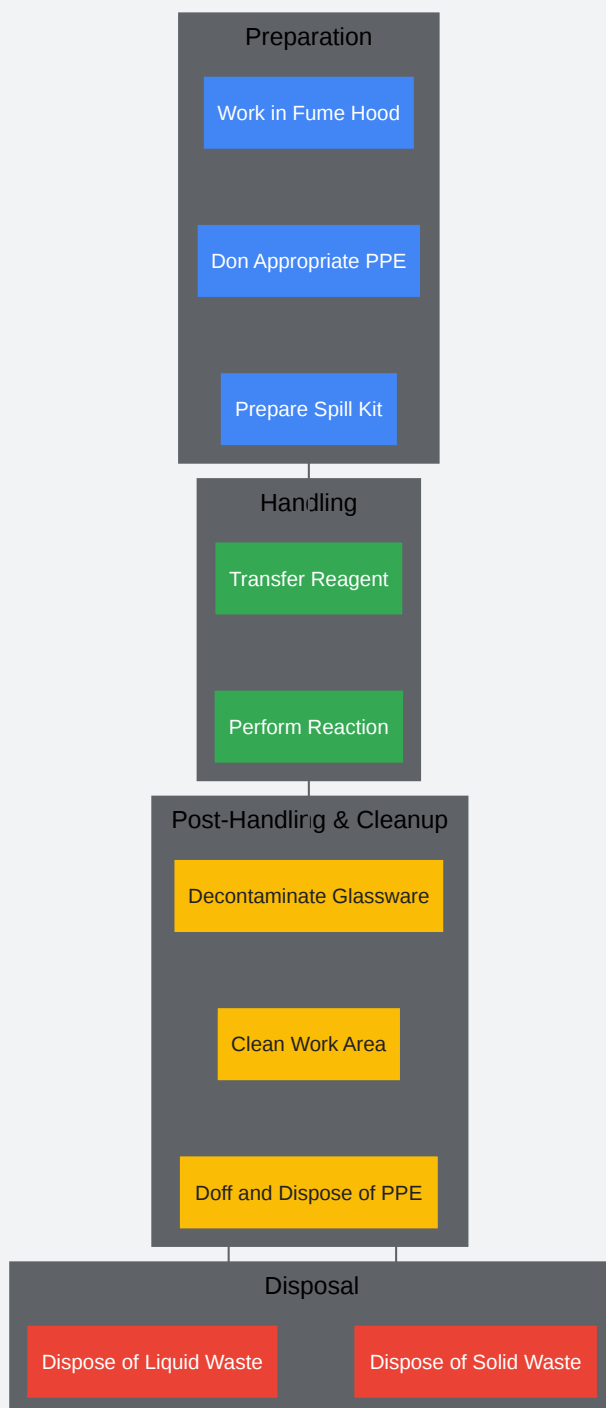 Preparation
Work in Fume Hood
Don Appropriate PPE
Prepare Spill Kit
Handling
Transfer Reagent
Perform Reaction
Post-Handling & Cleanup
Decontaminate Glassware
Clean Work Area
Doff and Dispose of PPE
Disposal
Dispose of Liquid Waste
Dispose of Solid Waste